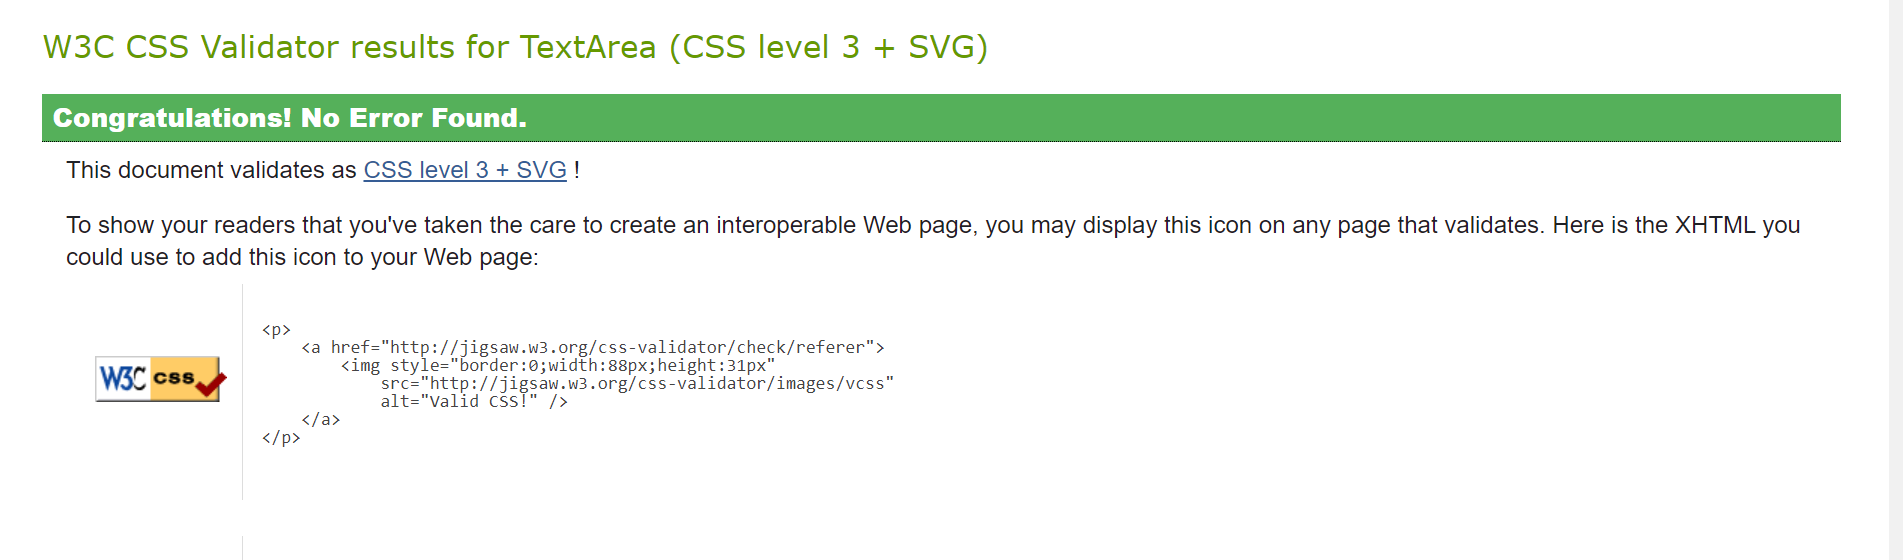 W3C CSS Validator results for TextArea (CSS level 3 + SVG)
Congratulations! No Error Found.
This document validates as CSS level 3 + SVG !
To show your readers that you've taken the care to create an interoperable Web page, you may display this icon on any page that validates. Here is the XHTML you
could use to add this icon to your Web page:
W3C css
<p>
    <a href="http://jigsaw.w3.org/css-validator/check/referer">
        <img style="border:0;width:88px;height:31px"
            src="http://jigsaw.w3.org/css-validator/images/vcss"
            alt="Valid CSS!" />
    </a>
</p>